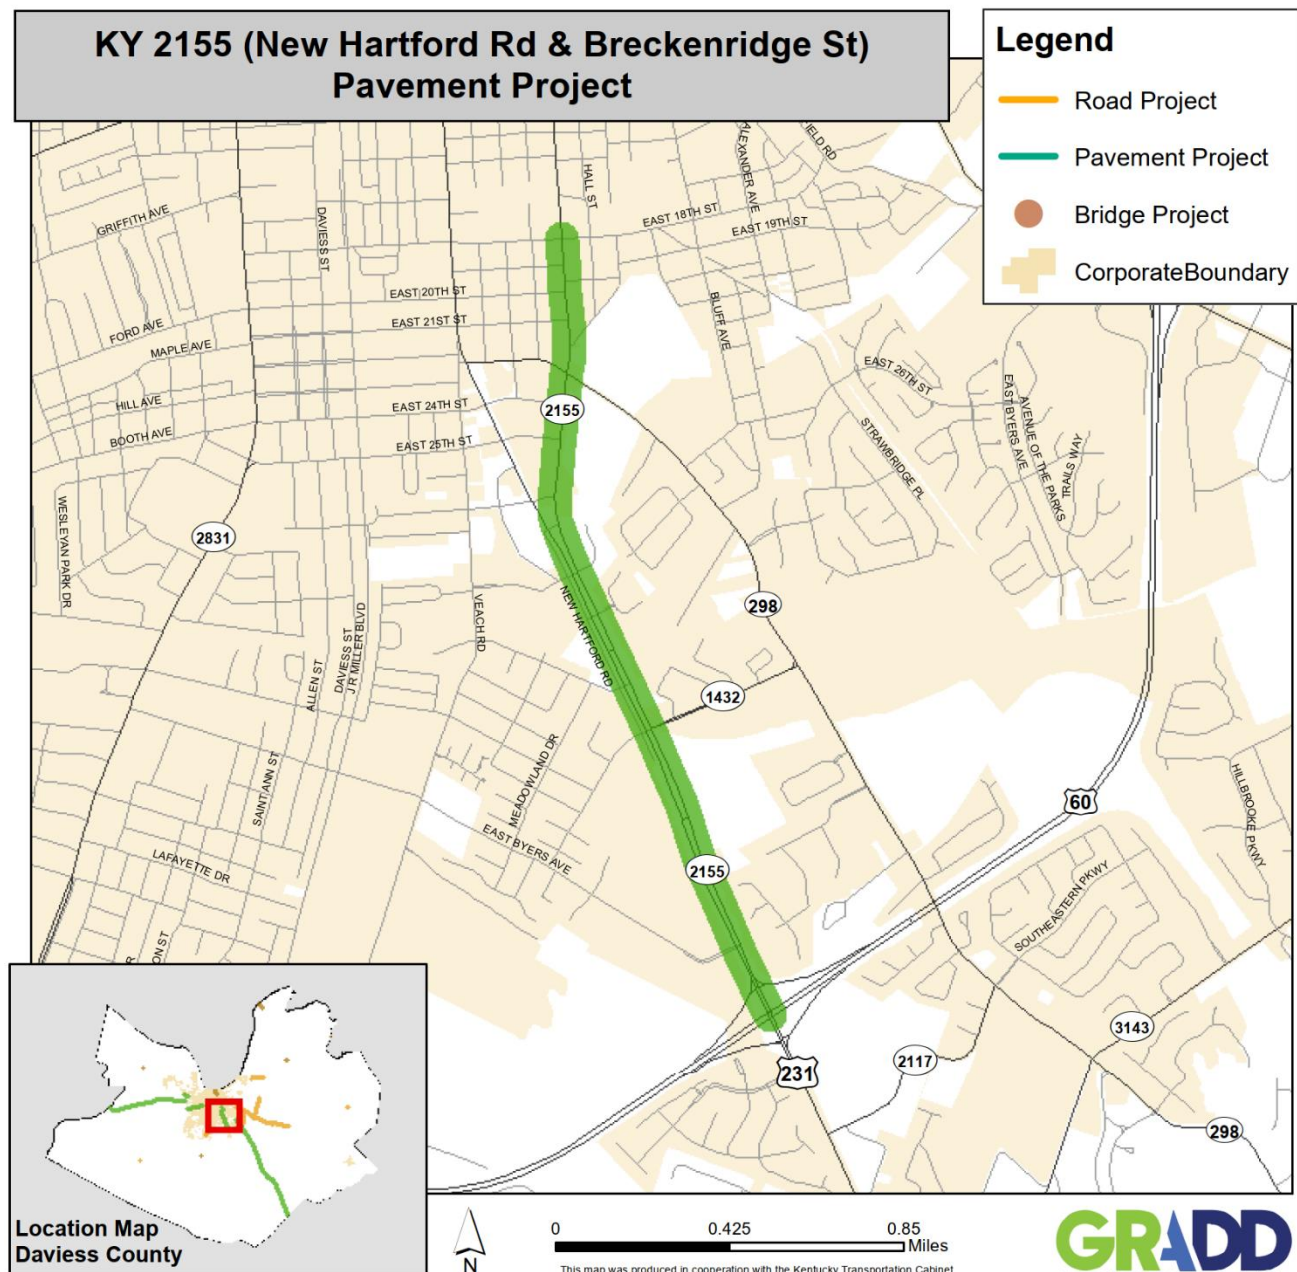 KY 2155 (New Hartford Rd & Breckenridge St)
Pavement Project
Legend
Road Project
Pavement Project
Bridge Project
CorporateBoundary
HALL ST
ALEXANDER AVE
FIELD RD
GRIFFITH AVE
DAVIESS ST
EAST 18TH ST
EAST 19TH ST
EAST 20TH ST
EAST 21ST ST
BLUFF AVE
FORD AVE
MAPLE AVE
HILL AVE
BOOTH AVE
EAST 24TH ST
EAST 25TH ST
2155
EAST 26TH ST
STRAWBRIDGE PL
EAST BYERS AVE
AVENUE OF THE PARKS
TRAILS WAY
WESLEYAN PARK DR
2831
VEACH RD
NEW HARTFORD RD
298
ALLEN ST
DAVIESS ST
J R MILLER BLVD
1432
SAINT ANN ST
MEADOWLAND DR
EAST BYERS AVE
LAFAYETTE DR
2155
60
HILLBROOKE PKWY
SOUTHEASTERN PKWY
ON ST
R
3143
2117
231
298
Location Map
Daviess County
N
0 0.425 0.85
Miles
This map was produced in cooperation with the Kentucky Transportation Cabinet
GRADD